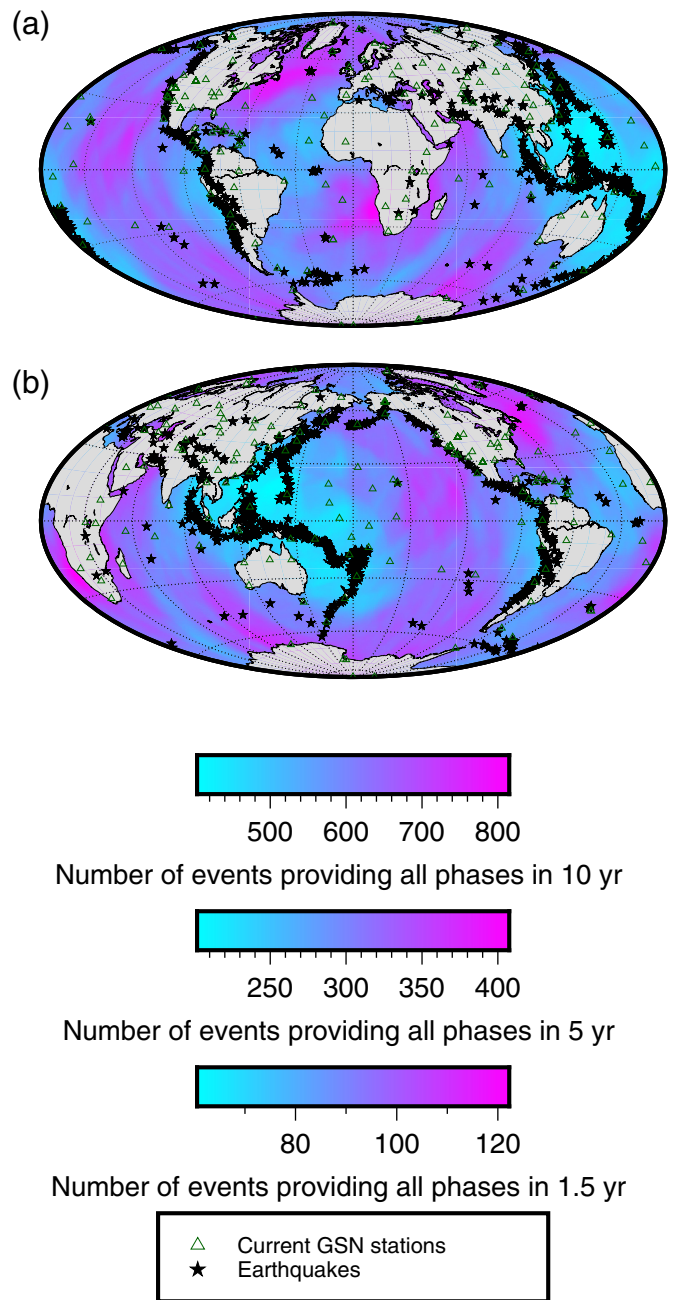 (a)
(b)
500 600 700 800
Number of events providing all phases in 10 yr
250 300 350 400
Number of events providing all phases in 5 yr
80 100 120
Number of events providing all phases in 1.5 yr
Current GSN stations
Earthquakes